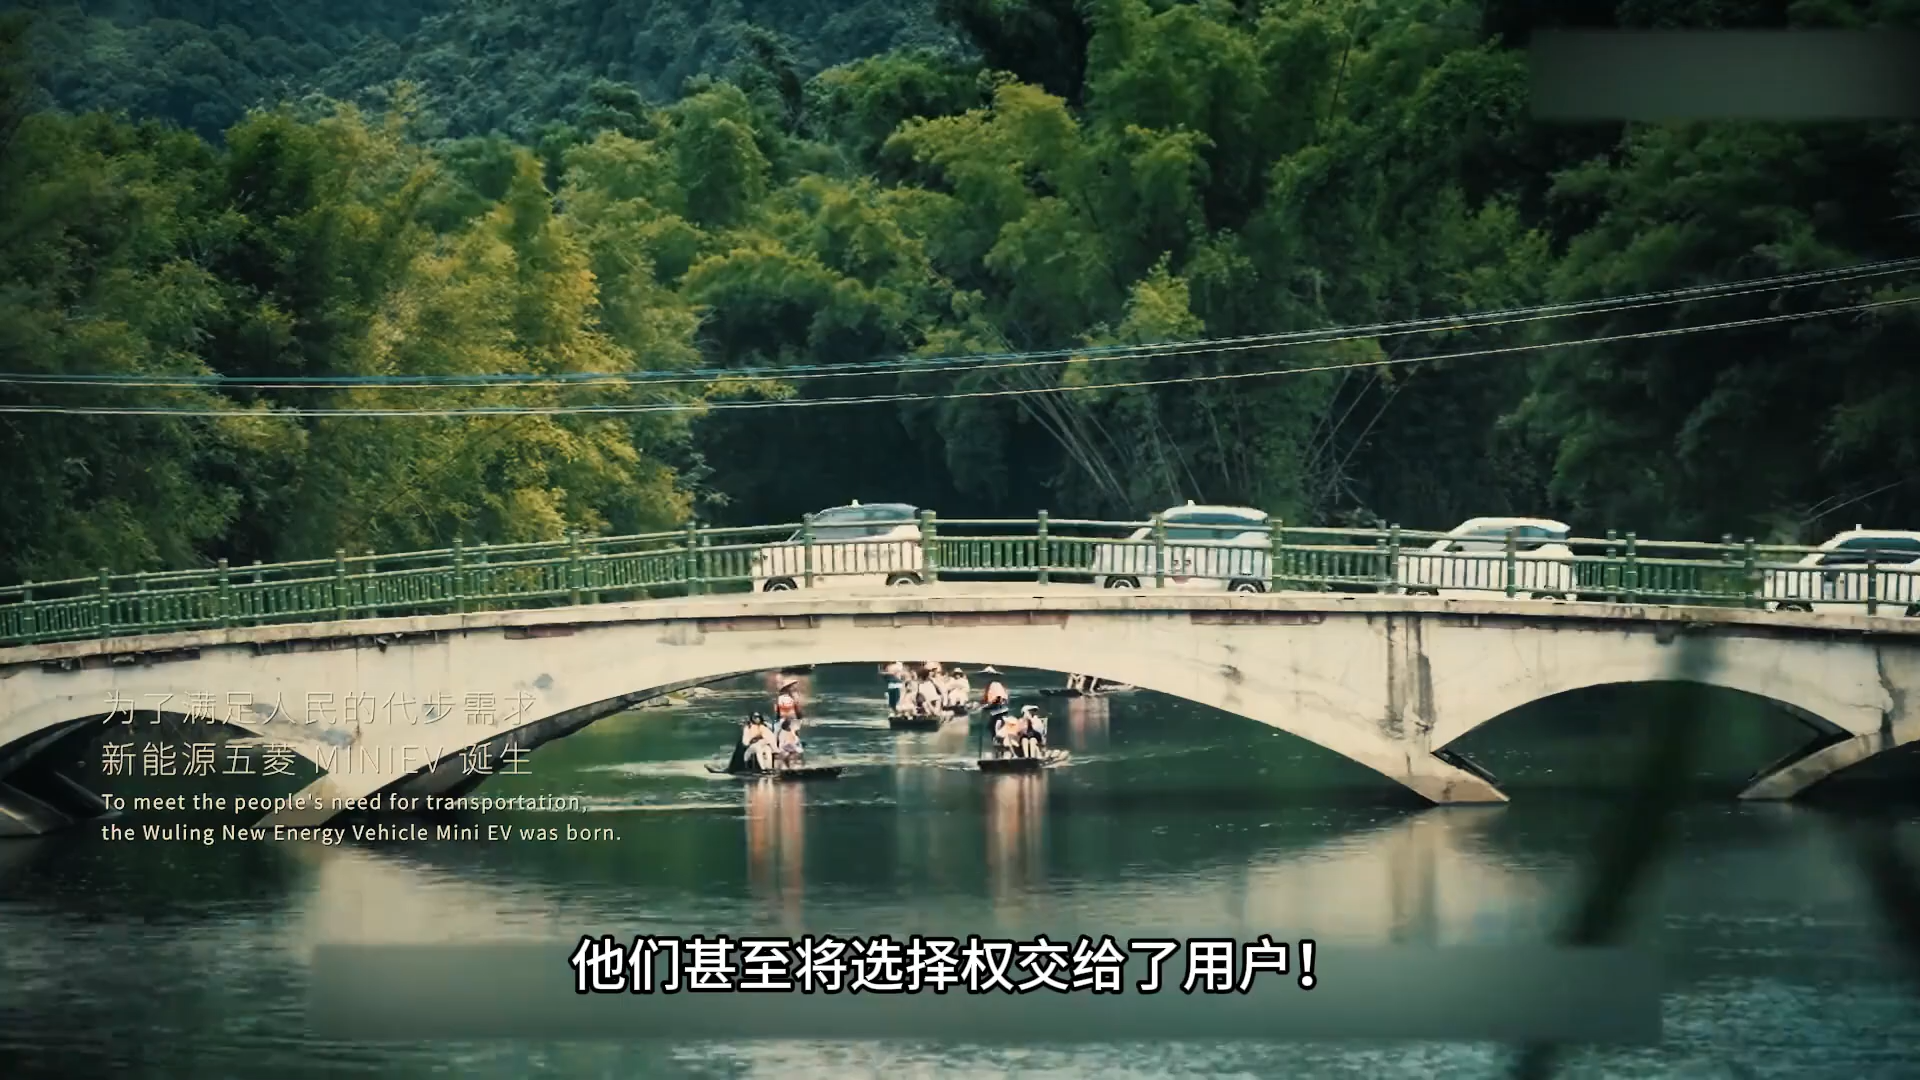 为了满足人民的代步需求
新能源五菱 MINIEV 诞生
To meet the people's need for transportation,
the Wuling New Energy Vehicle Mini EV was born.
他们甚至将选择权交给了用户！